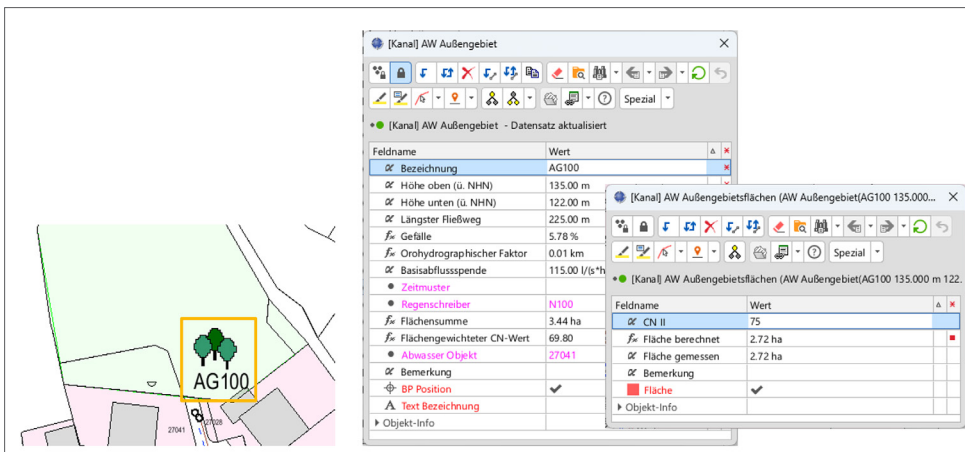 [Kanal] AW Außengebiet
Spezial
[Kanal] AW Außengebiet - Datensatz aktualisiert
Feldname Wert
Bezeichnung AG100
Höhe oben (ü. NHN) 135.00 m
Höhe unten (ü. NHN) 122.00 m
Längster Fließweg 225.00 m
Gefälle 5.78 %
Orohydrographischer Faktor 0.01 km
Basisabflussspende 115.00 l/(s*h
Zeitmuster
Regenschreiber N100
Flächensumme 3.44 ha
Flächengewichteter CN-Wert 69.80
Abwasser Objekt 27041
Bemerkung
BP Position
Text Bezeichnung
Objekt-Info
[Kanal] AW Außengebietsflächen (AW Außengebiet(AG100 135.000...
Spezial
[Kanal] AW Außengebietsflächen (AW Außengebiet(AG100 135.000 m 122.
Feldname Wert
CN II 75
Fläche berechnet 2.72 ha
Fläche gemessen 2.72 ha
Bemerkung
Fläche
Objekt-Info
AG100
27028
27041